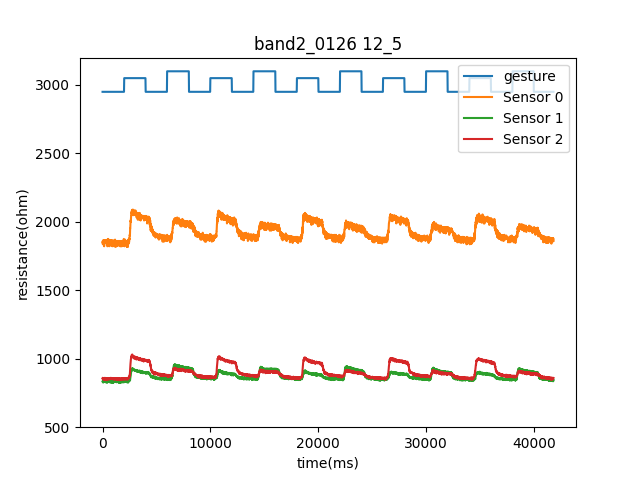 band2_0126 12_5
gesture
Sensor 0
Sensor 1
Sensor 2
resistance(ohm)
3000
2500
2000
1500
1000
500
0
10000
20000
30000
40000
time(ms)